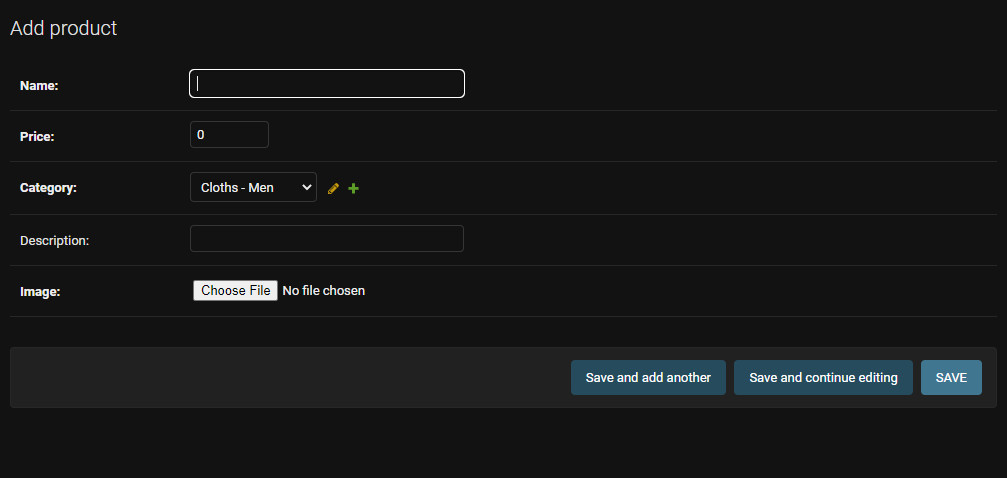 Add product
Name:
Price: 0
Category: Cloths - Men
Description:
Image: Choose File No file chosen
Save and add another Save and continue editing SAVE